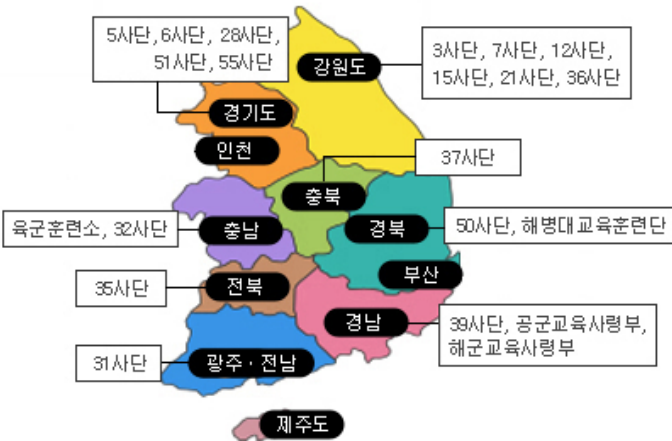 5사단, 6사단, 28사단,
51사단, 55사단
강원도
3사단, 7사단, 12사단,
15사단, 21사단, 36사단
경기도
인천
37사단
충북
육군훈련소, 32사단
충남
경북
50사단, 해병대교육훈련단
부산
35사단
전북
경남
39사단, 공군교육사령부,
해군교육사령부
31사단
광주·전남
제주도